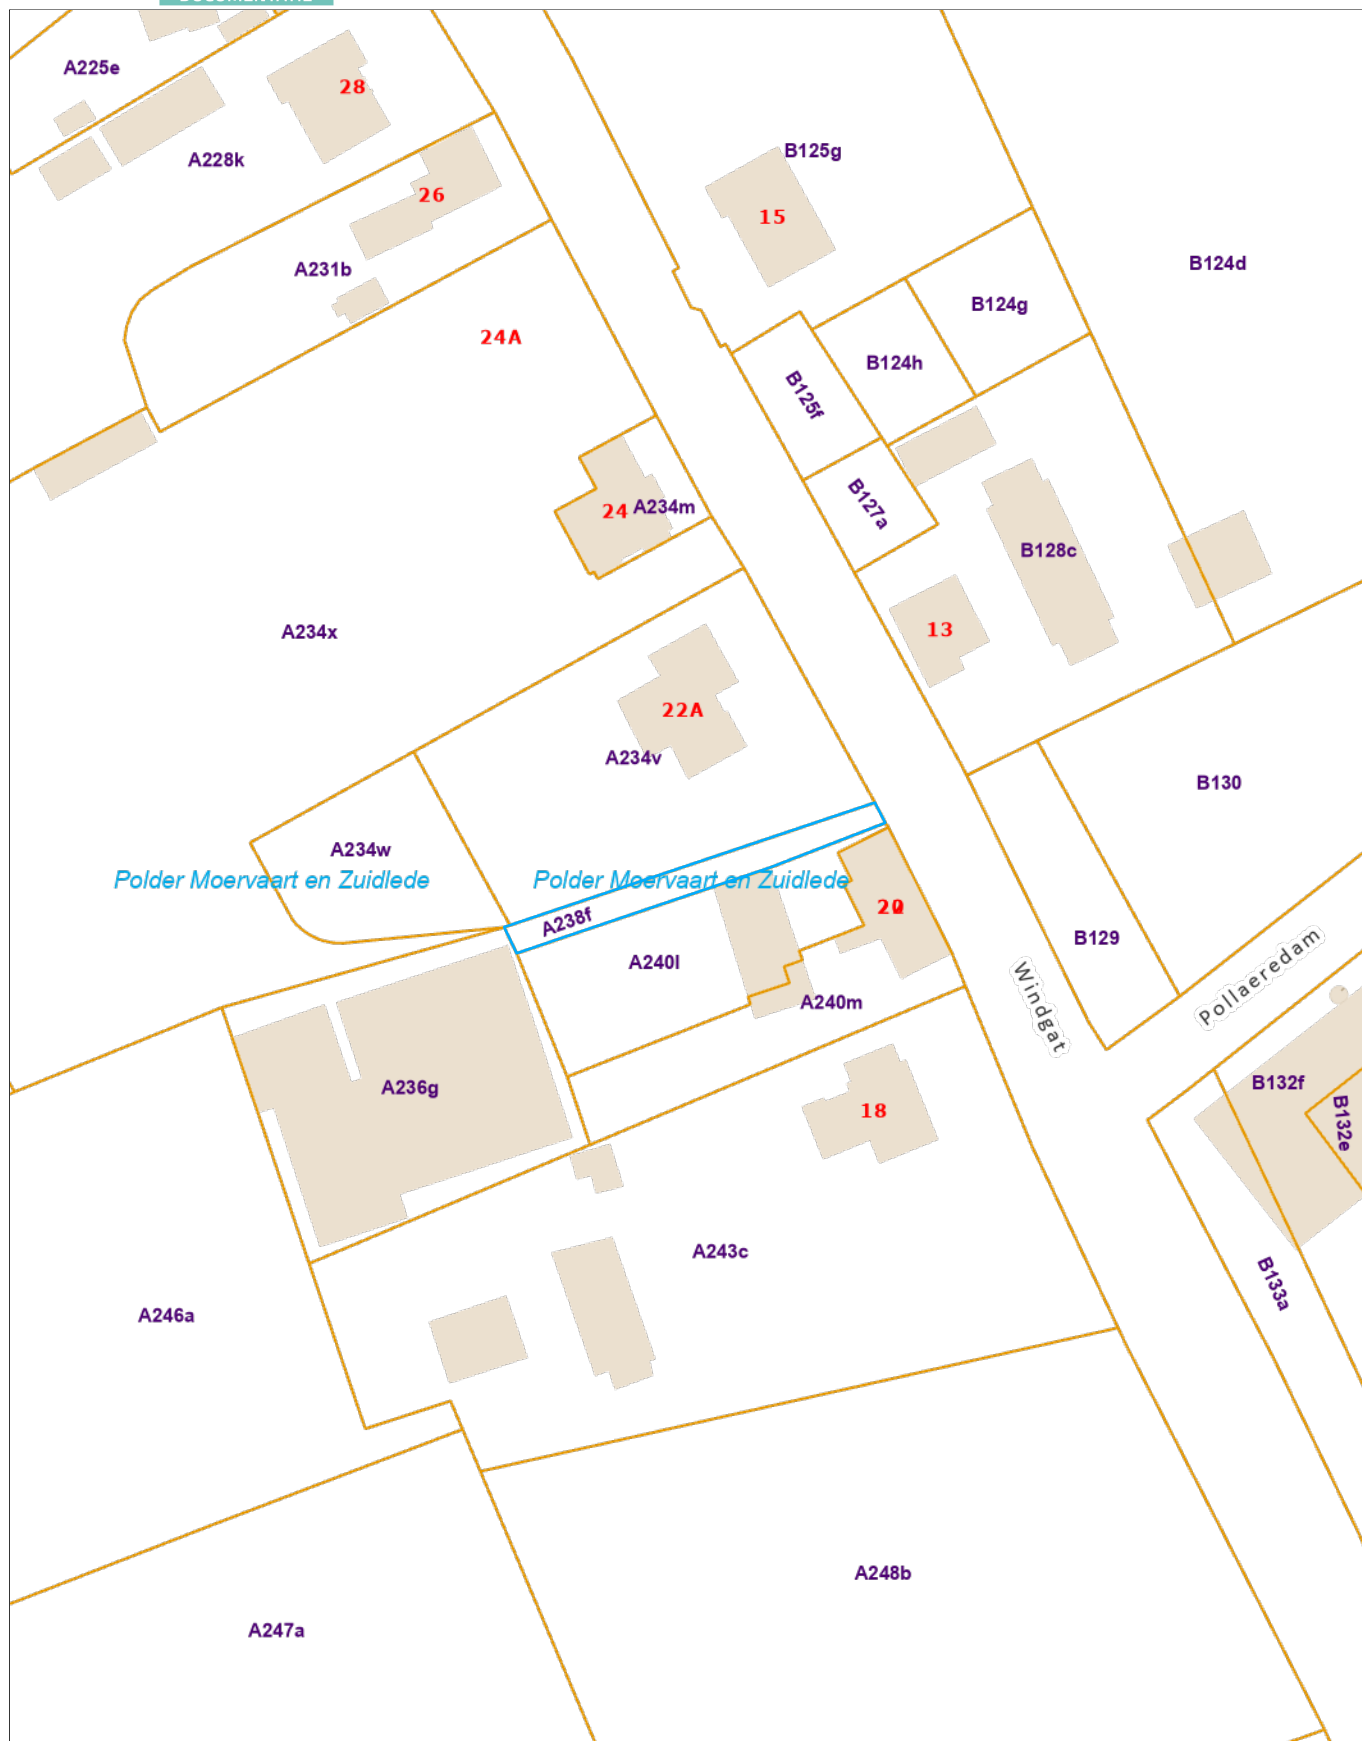 A225e
28
B125g
A228k
26
15
B124d
A231b
B124g
24A
B124h
B125f
B127a
24
A234m
B128c
13
A234x
22A
A234v
B130
A234w
Polder Moervaart en Zuidlede
Polder Moervaart en Zuidlede
A238f
B129
A240l
Pollaeredam
Windgat
A240m
A236g
B132f
18
B132e
A243c
B133a
A246a
A248b
A247a